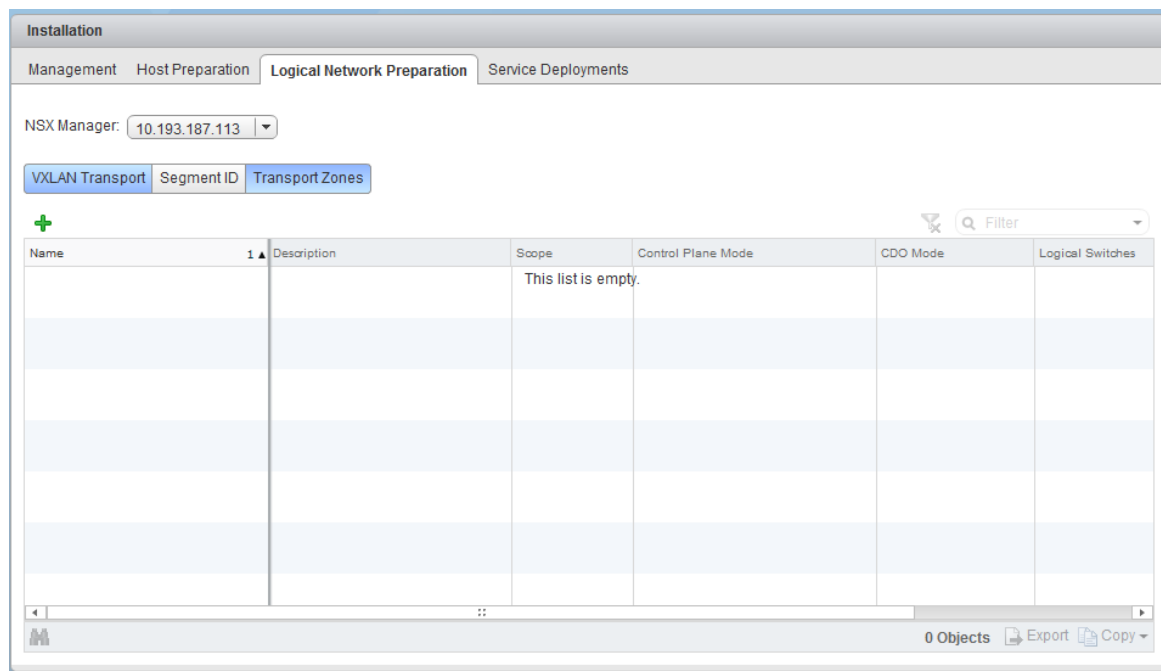 Installation
Management Host Preparation Logical Network Preparation Service Deployments
NSX Manager: 10.193.187.113
VXLAN Transport Segment ID Transport Zones
Filter
Name 1 Description Scope Control Plane Mode CDO Mode Logical Switches
This list is empty.
0 Objects Export Copy